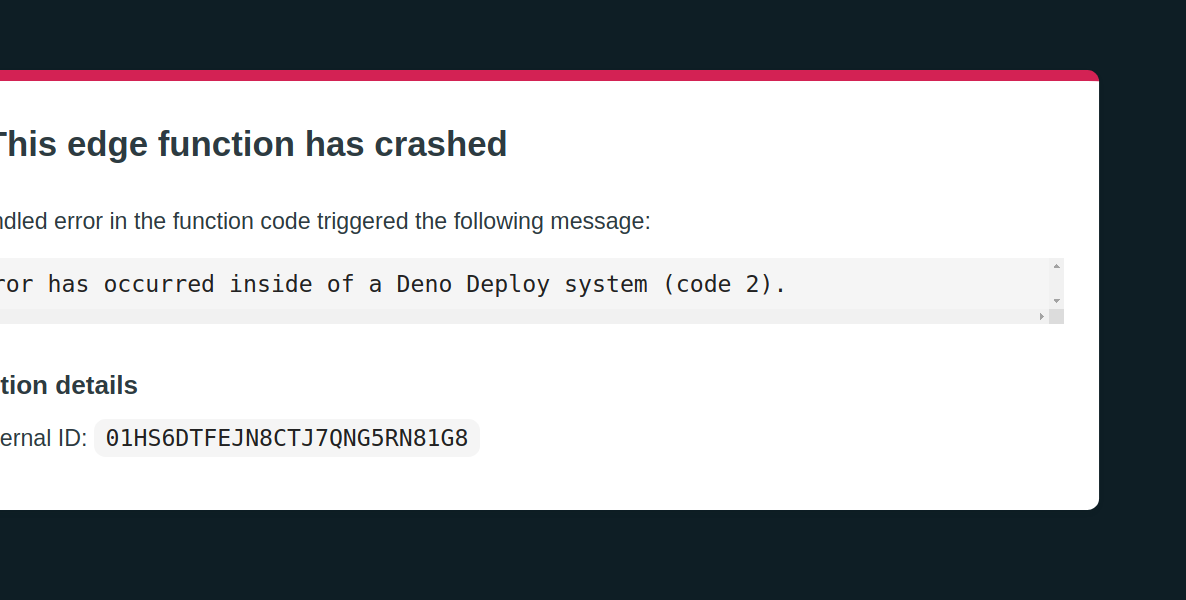 This edge function has crashed
ndled error in the function code triggered the following message:
ror has occurred inside of a Deno Deploy system (code 2).
tion details
ernal ID: 01HS6DTFEJN8CTJ7QNG5RN81G8